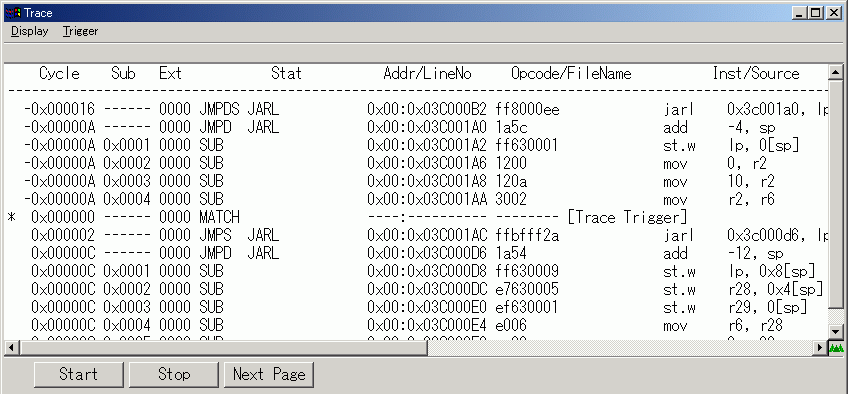 Trace
Display Trigger
Cycle Sub Ext Stat Addr/LineNo Opcode/FileName Inst/Source
-0x000016 ------ 0000 JMPDS JARL 0x00:0x03C000B2 ff8000ee jarl 0x3c001a0, lp
-0x00000A ------ 0000 JMPD JARL 0x00:0x03C001A0 1a5c add -4, sp
-0x00000A 0x0001 0000 SUB 0x00:0x03C001A2 ff630001 st.w lp, 0[sp]
-0x00000A 0x0002 0000 SUB 0x00:0x03C001A6 1200 mov 0, r2
-0x00000A 0x0003 0000 SUB 0x00:0x03C001A8 120a mov 10, r2
-0x00000A 0x0004 0000 SUB 0x00:0x03C001AA 3002 mov r2, r6
* 0x000000 ------ 0000 MATCH ----:---------- -------- [Trace Trigger]
0x000002 ------ 0000 JMPS JARL 0x00:0x03C001AC ffbfff2a jarl 0x3c000d6, lp
0x00000C ------ 0000 JMPD JARL 0x00:0x03C000D6 1a54 add -12, sp
0x00000C 0x0001 0000 SUB 0x00:0x03C000D8 ff630009 st.w lp, 0x8[sp]
0x00000C 0x0002 0000 SUB 0x00:0x03C000DC e7630005 st.w r28, 0x4[sp]
0x00000C 0x0003 0000 SUB 0x00:0x03C000E0 ef630001 st.w r29, 0[sp]
0x00000C 0x0004 0000 SUB 0x00:0x03C000E4 e006 mov r6, r28
Start Stop Next Page